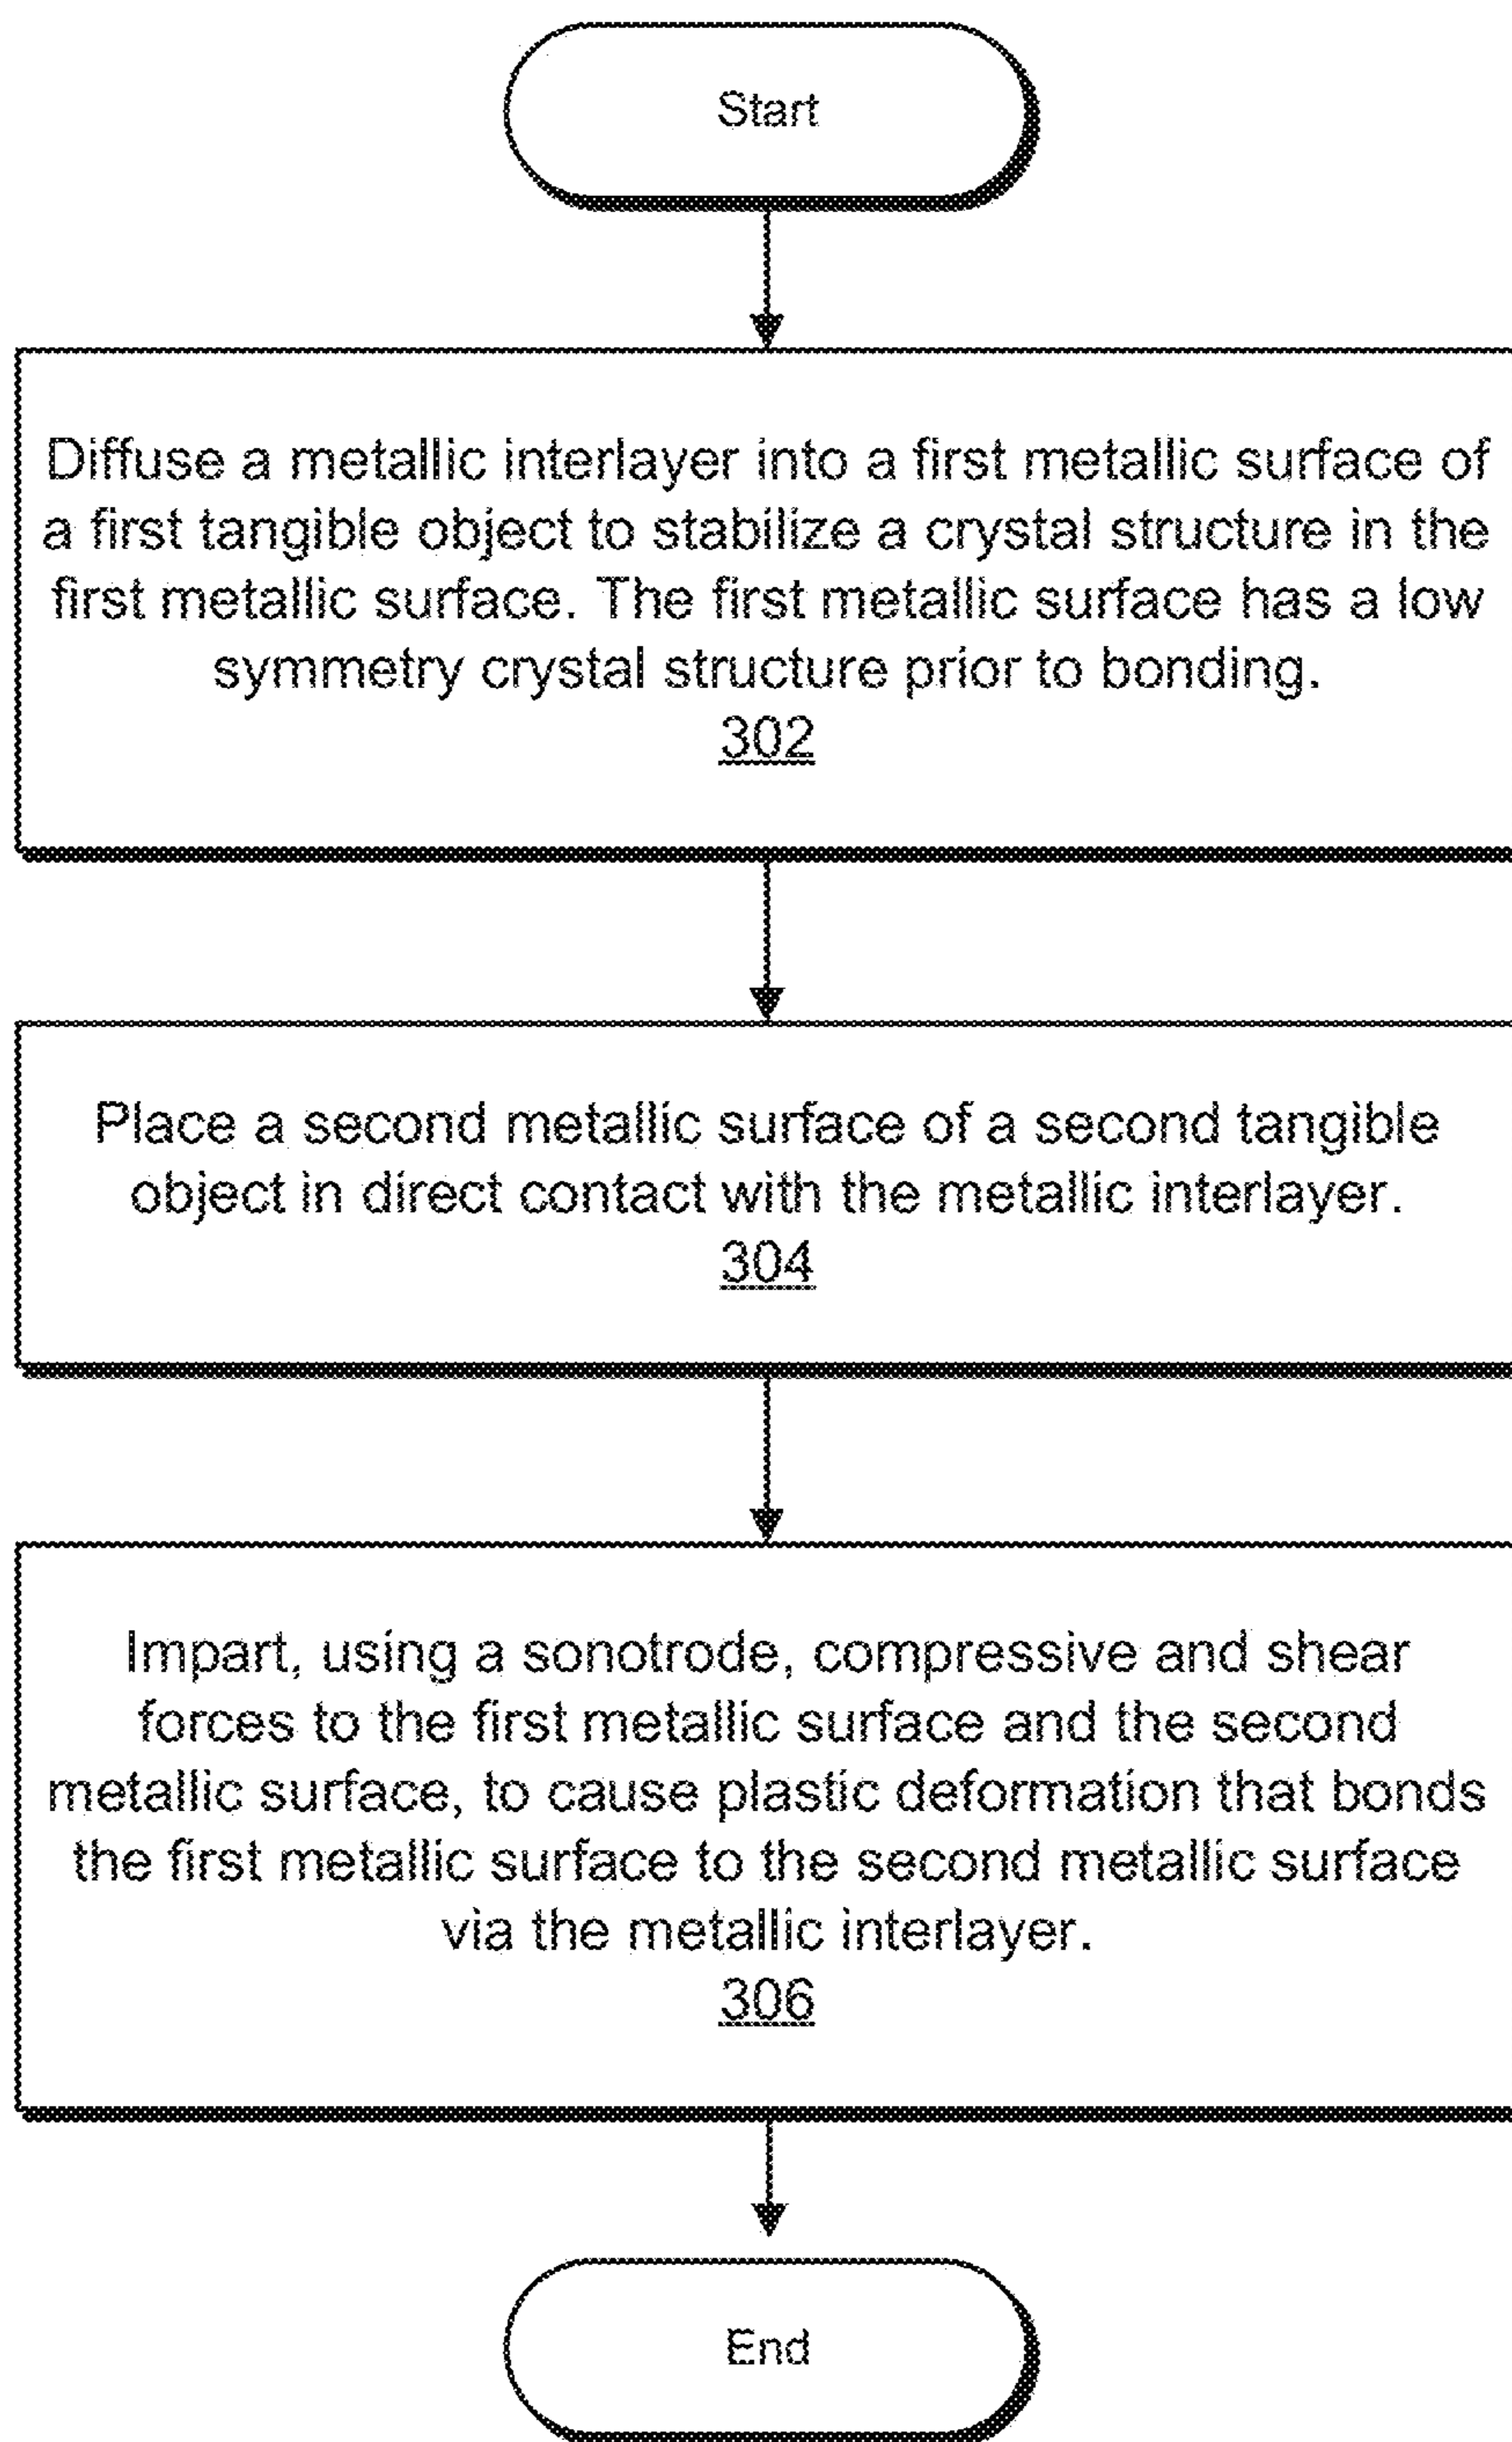 Start
Diffuse a metallic interlayer into a first metallic surface of
a first tangible object to stabilize a crystal structure in the
first metallic surface. The first metallic surface has a low
symmetry crystal structure prior to bonding.
302
Place a second metallic surface of a second tangible
object in direct contact with the metallic interlayer.
304
Impart, using a sonotrode, compressive and shear
forces to the first metallic surface and the second
metallic surface, to cause plastic deformation that bonds
the first metallic surface to the second metallic surface
via the metallic interlayer.
306
End